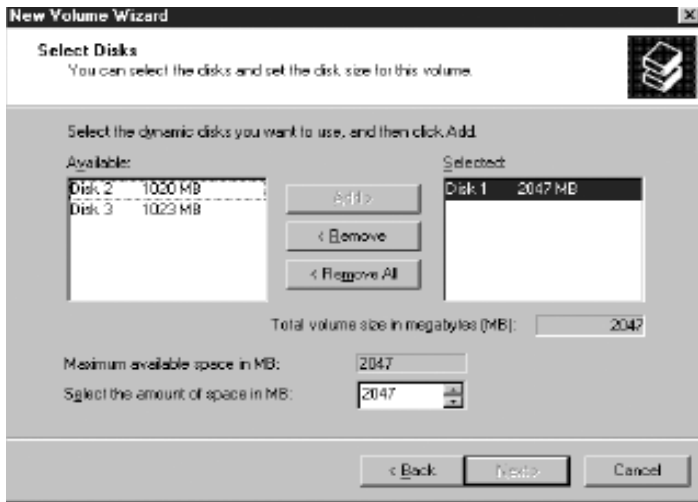 New Volume Wizard
Select Disks
You can select the disks and set the disk size for this volume.
Select the dynamic disks you want to use, and then click Add.
Available:
Selected:
Disk 2 1020 MB
Disk 3 1023 MB
Add >
< Remove
< Remove All
Disk 1 2047 MB
Total volume size in megabytes (MB): 2047
Maximum available space in MB: 2047
Select the amount of space in MB: 2047
< Back
Next >
Cancel